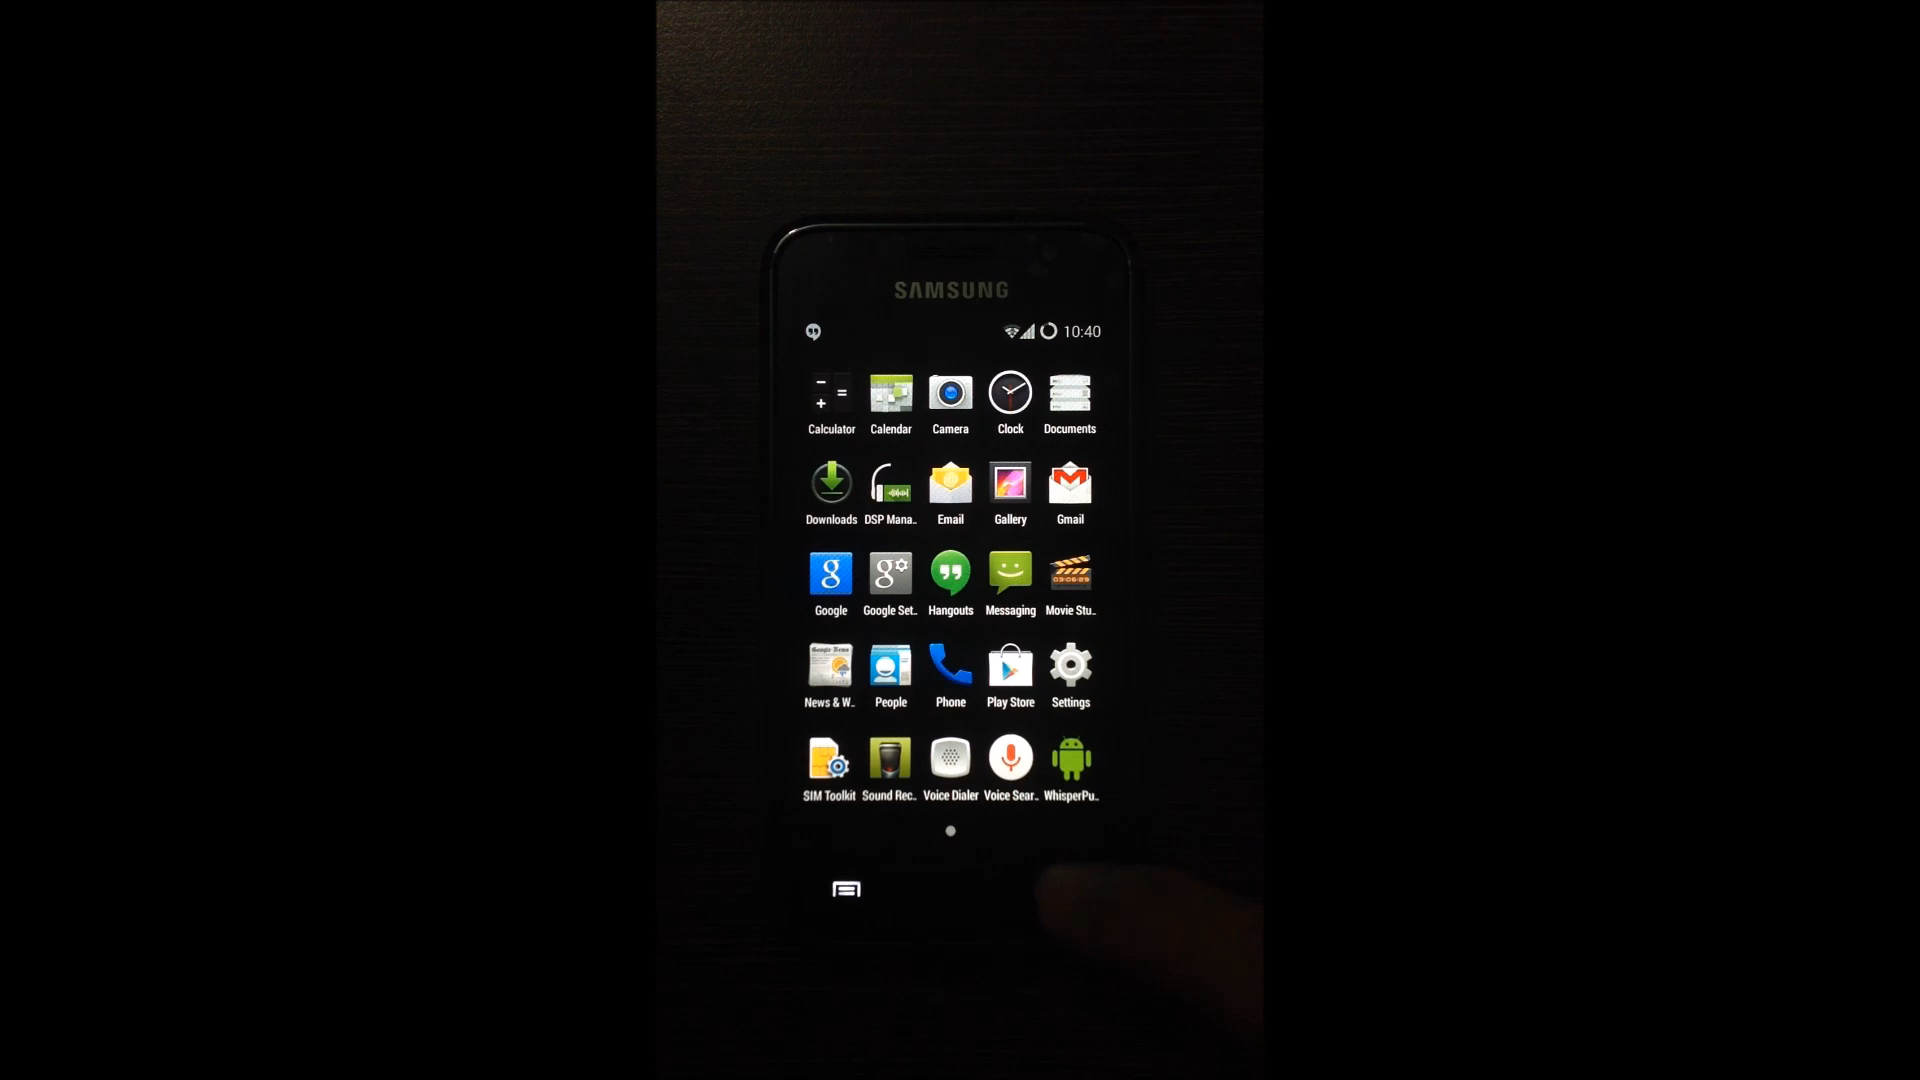 SAMSUNG
10:40
Calculator Calendar Camera Clock Documents
Downloads DSP Mana.. Email Gallery Gmail
Google Google Set.. Hangouts Messaging Movie Stu..
News & W.. People Phone Play Store Settings
SIM Toolkit Sound Rec.. Voice Dialer Voice Sear.. WhisperPu..